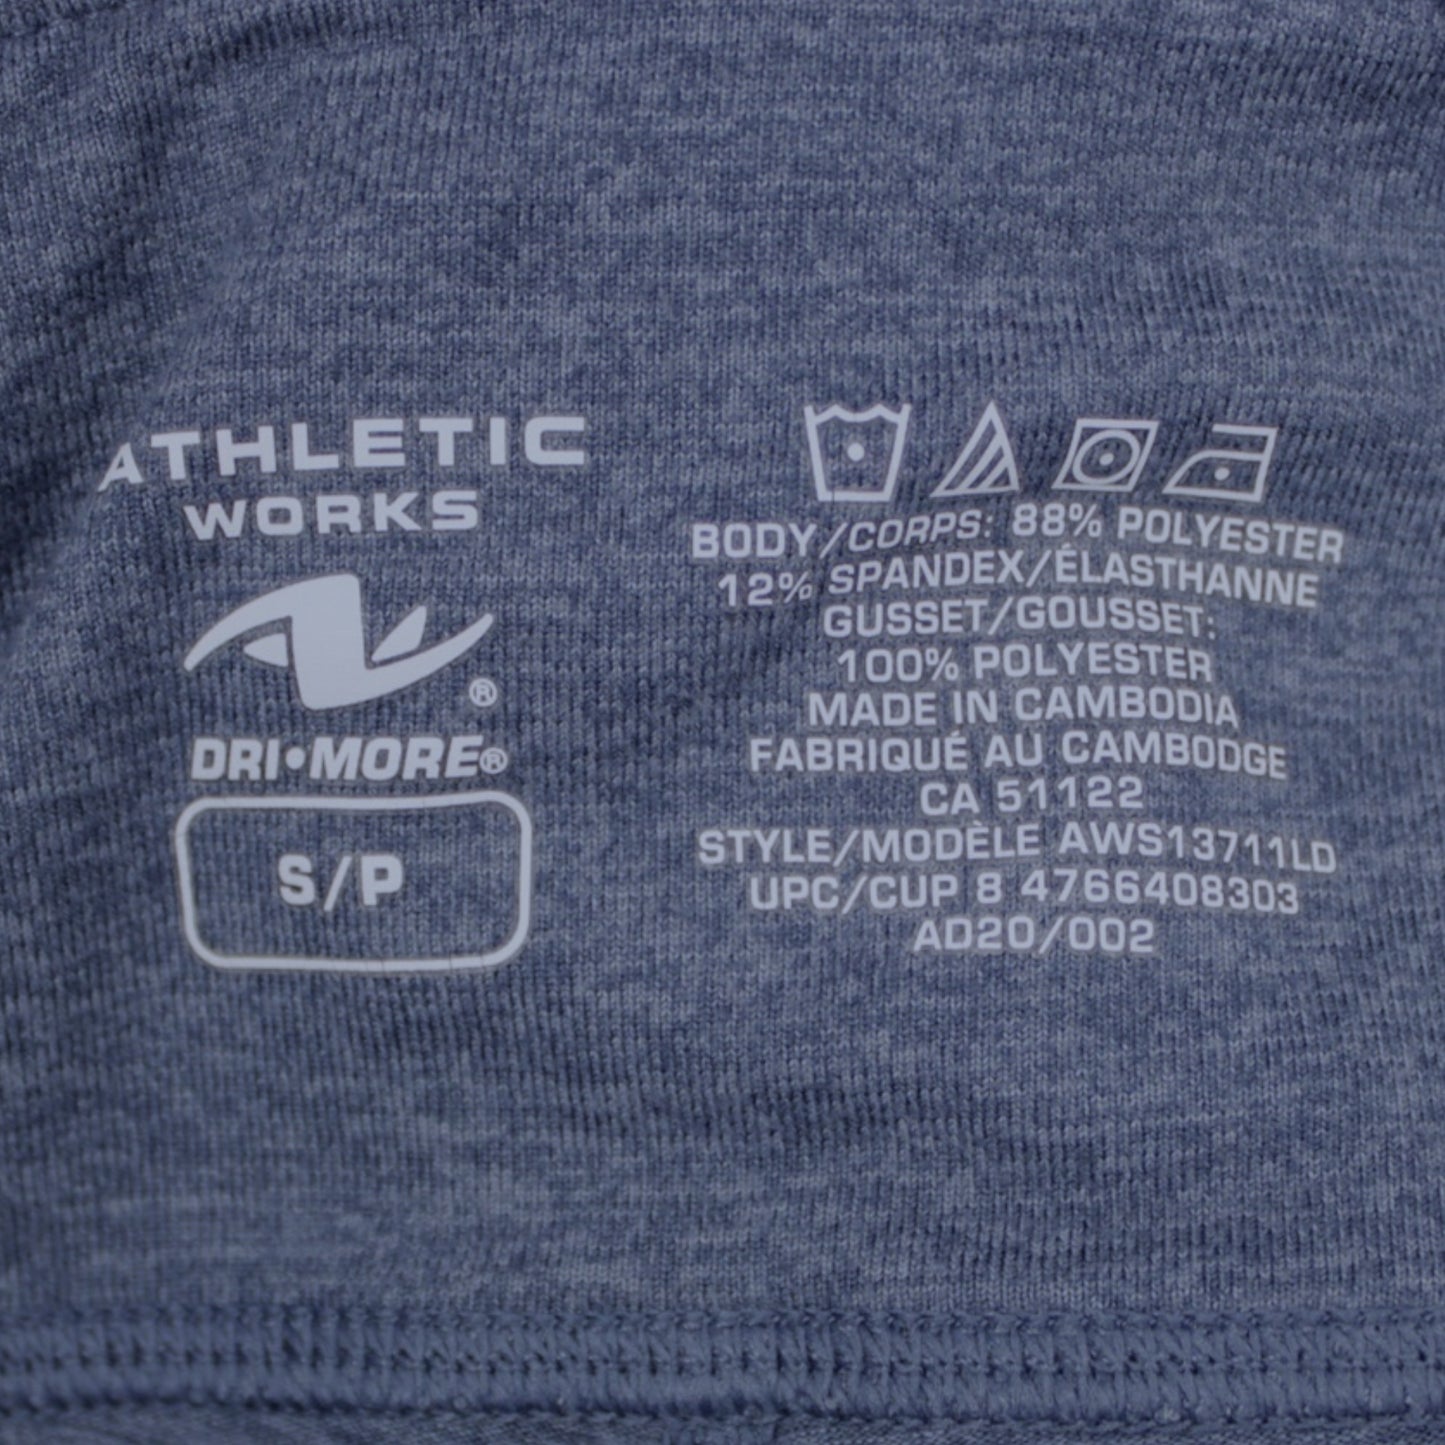 ATHLETIC
WORKS
®
DRI•MORE®
S/P
BODY/CORPS: 88% POLYESTER
12% SPANDEX/ÉLASTHANNE
GUSSET/GOUSSET:
100% POLYESTER
MADE IN CAMBODIA
FABRIQUÉ AU CAMBODGE
CA 51122
STYLE/MODÈLE AWS13711LD
UPC/CUP 8 4766408303
AD20/002